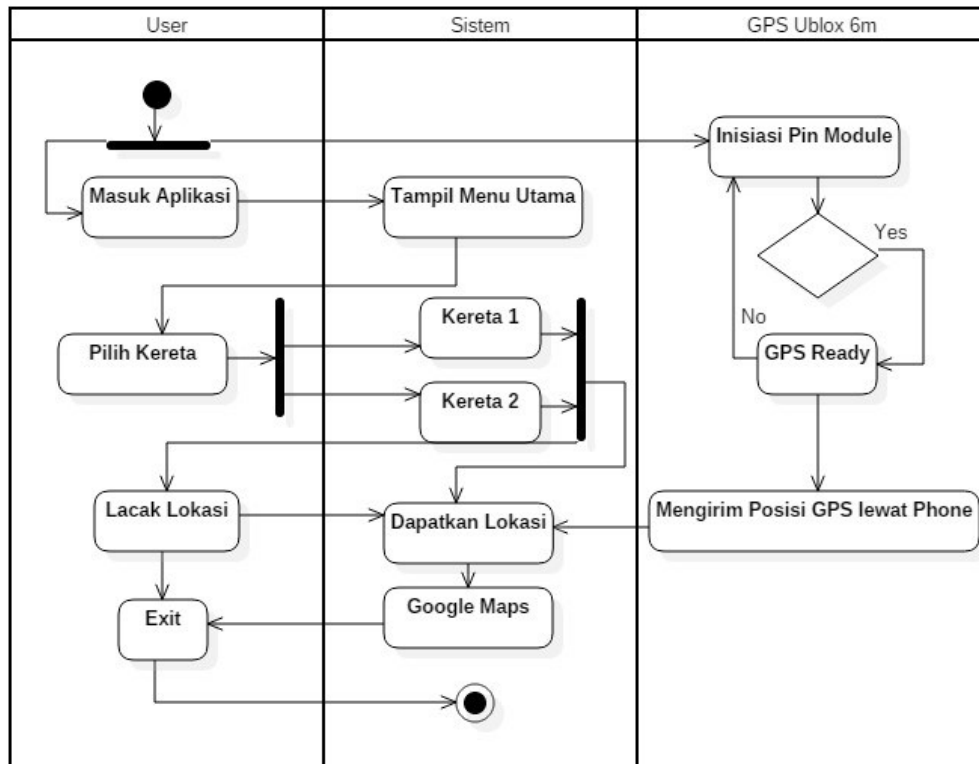 User
Sistem
GPS Ublox 6m
Inisiasi Pin Module
Masuk Aplikasi
Tampil Menu Utama
Yes
Kereta 1
No
Pilih Kereta
GPS Ready
Kereta 2
Lacak Lokasi
Dapatkan Lokasi
Mengirim Posisi GPS lewat Phone
Exit
Google Maps